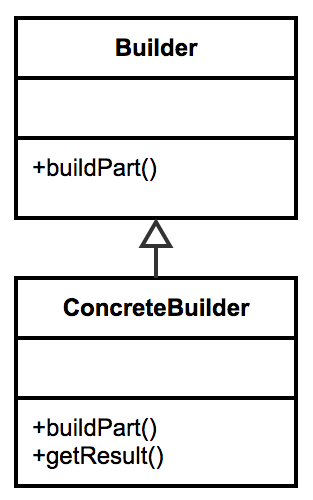 Builder
+buildPart()
ConcreteBuilder
+buildPart()
+getResult()